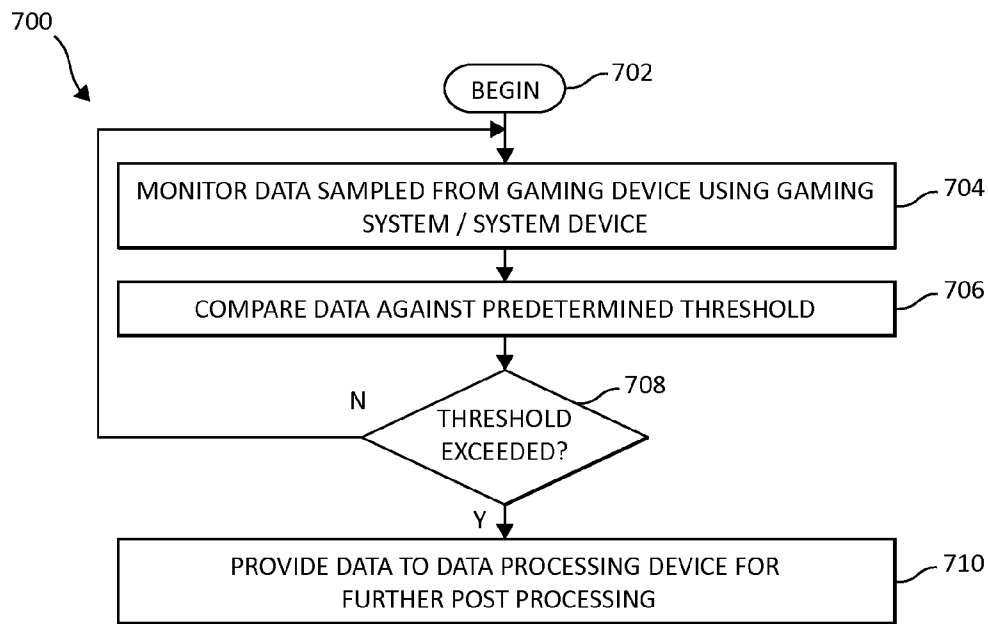 700
BEGIN
702
MONITOR DATA SAMPLED FROM GAMING DEVICE USING GAMING
SYSTEM / SYSTEM DEVICE
704
COMPARE DATA AGAINST PREDETERMINED THRESHOLD
706
708
N
THRESHOLD
EXCEEDED?
Y
PROVIDE DATA TO DATA PROCESSING DEVICE FOR
FURTHER POST PROCESSING
710